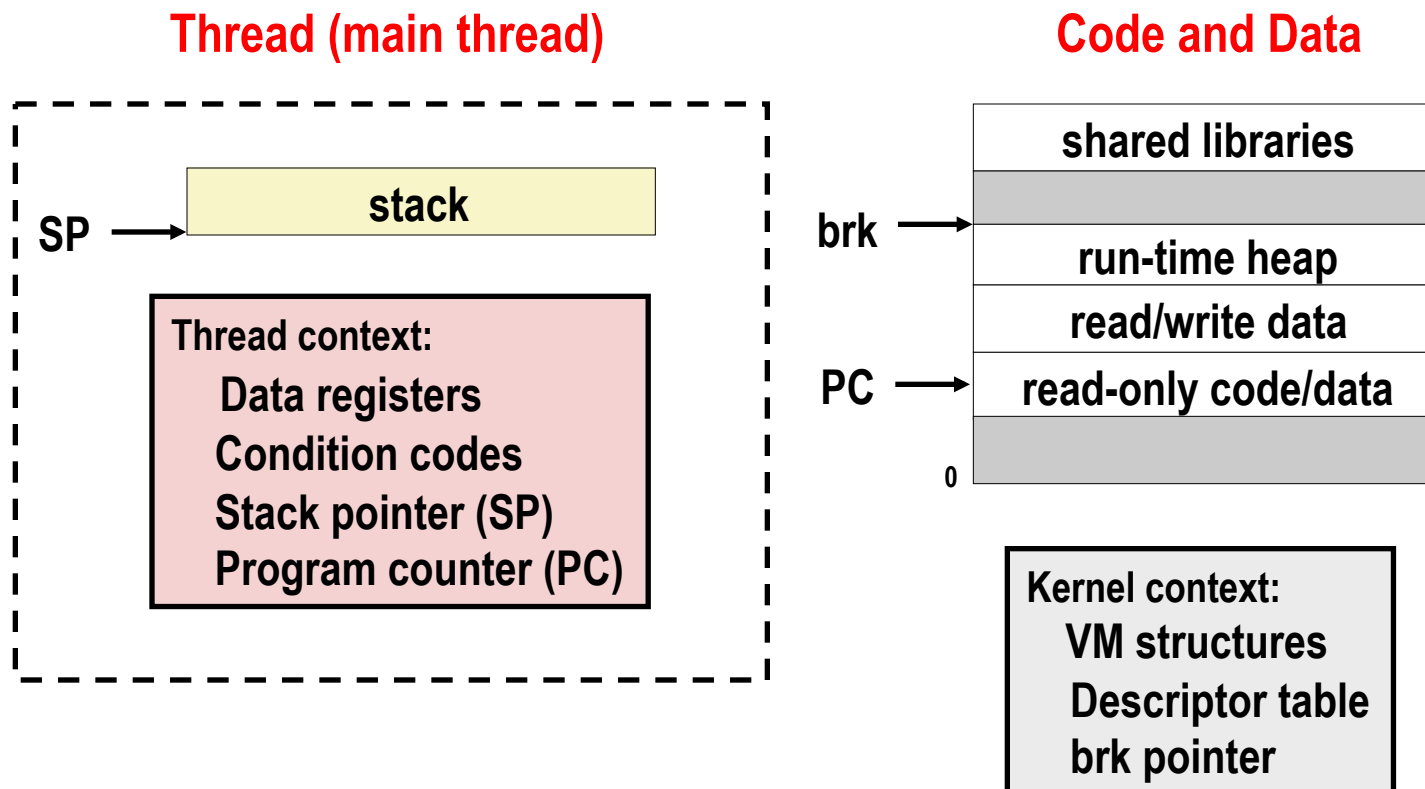 Thread (main thread)
stack
SP
Thread context:
Data registers
Condition codes
Stack pointer (SP)
Program counter (PC)
Code and Data
shared libraries
brk
run-time heap
read/write data
PC
read-only code/data
0
Kernel context:
VM structures
Descriptor table
brk pointer